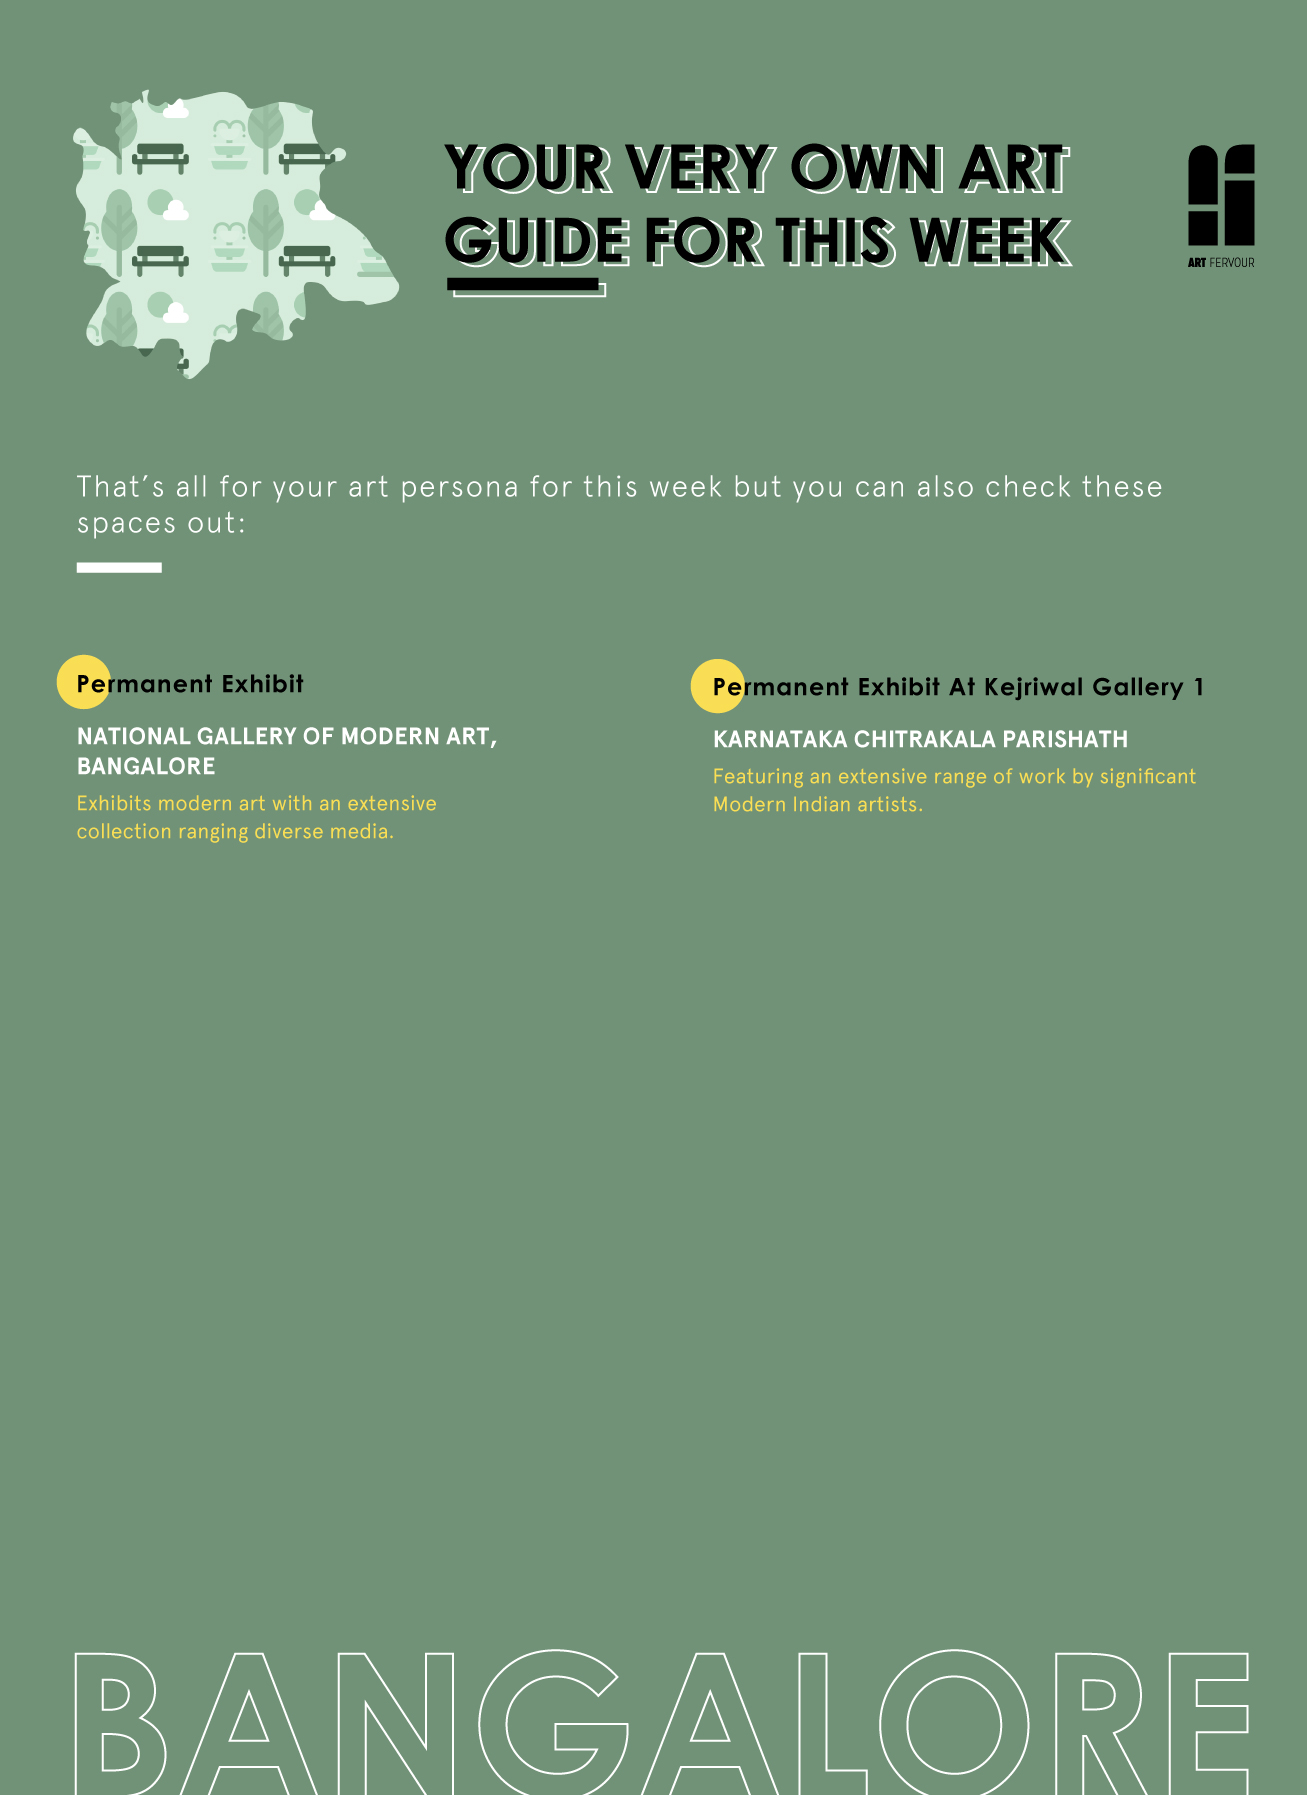 YOUR VERY OWN ART
GUIDE FOR THIS WEEK
ART FERVOUR
That’s all for your art persona for this week but you can also check these
spaces out:
Permanent Exhibit
NATIONAL GALLERY OF MODERN ART,
BANGALORE
Exhibits modern art with an extensive
collection ranging diverse media.
Permanent Exhibit At Kejriwal Gallery 1
KARNATAKA CHITRAKALA PARISHATH
Featuring an extensive range of work by significant
Modern Indian artists.
BANGALORE